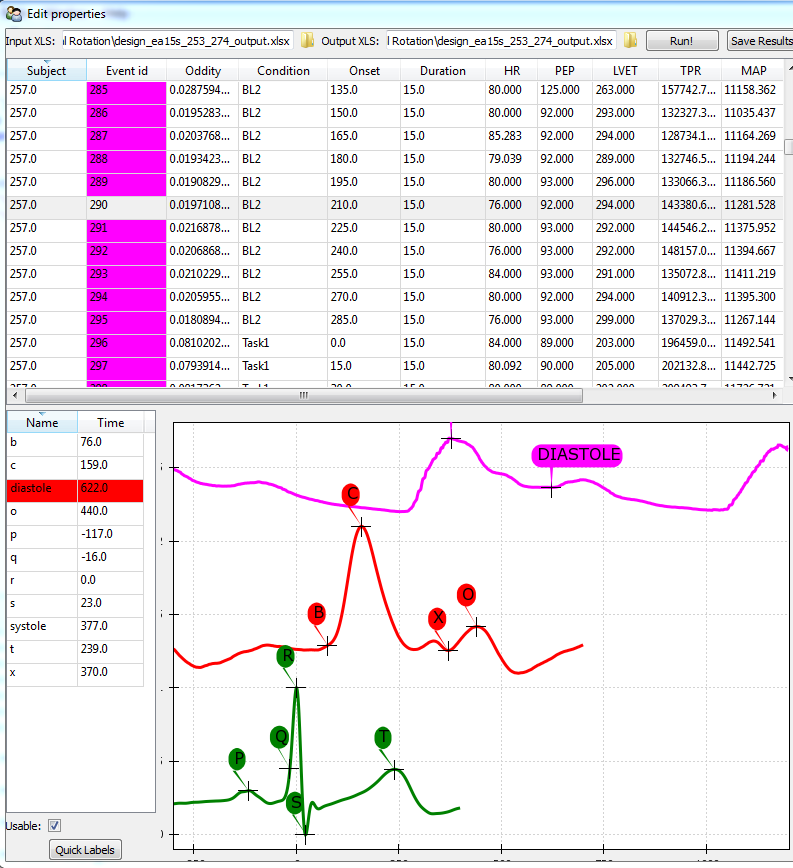 Edit properties
Input XLS: al Rotation\design_ea15s_253_274_output.xlsx Output XLS: l Rotation\design_ea15s_253_274_output.xlsx Run! Save Results
Subject Event id Oddity Condition Onset Duration HR PEP LVET TPR MAP
257.0 285 0.0287594... BL2 135.0 15.0 80.000 125.000 263.000 157742.7... 11158.362
257.0 286 0.0195283... BL2 150.0 15.0 80.000 92.000 293.000 132327.3... 11035.437
257.0 287 0.0203768... BL2 165.0 15.0 85.283 92.000 294.000 128734.1... 11164.269
257.0 288 0.0193423... BL2 180.0 15.0 79.039 92.000 289.000 132746.5... 11194.244
257.0 289 0.0190829... BL2 195.0 15.0 80.000 93.000 296.000 133066.3... 11186.560
257.0 290 0.0197108... BL2 210.0 15.0 76.000 92.000 294.000 143380.6... 11281.528
257.0 291 0.0216878... BL2 225.0 15.0 80.000 93.000 292.000 144546.2... 11375.952
257.0 292 0.0206868... BL2 240.0 15.0 76.000 93.000 292.000 148157.0... 11394.667
257.0 293 0.0210229... BL2 255.0 15.0 84.000 93.000 291.000 135072.8... 11411.219
257.0 294 0.0205955... BL2 270.0 15.0 80.000 92.000 294.000 140912.3... 11395.300
257.0 295 0.0180894... BL2 285.0 15.0 76.000 93.000 299.000 137029.3... 11267.144
257.0 296 0.0810202... Task1 0.0 15.0 84.000 89.000 203.000 196459.0... 11492.541
257.0 297 0.0793914... Task1 15.0 15.0 80.092 90.000 205.000 202132.8... 11442.725
Name Time
b 76.0
c 159.0
diastole 622.0
o 440.0
p -117.0
q -16.0
r 0.0
s 23.0
systole 377.0
t 239.0
x 370.0
DIASTOLE
C
B
X
O
R
Q
P
S
T
Usable:
Quick Labels